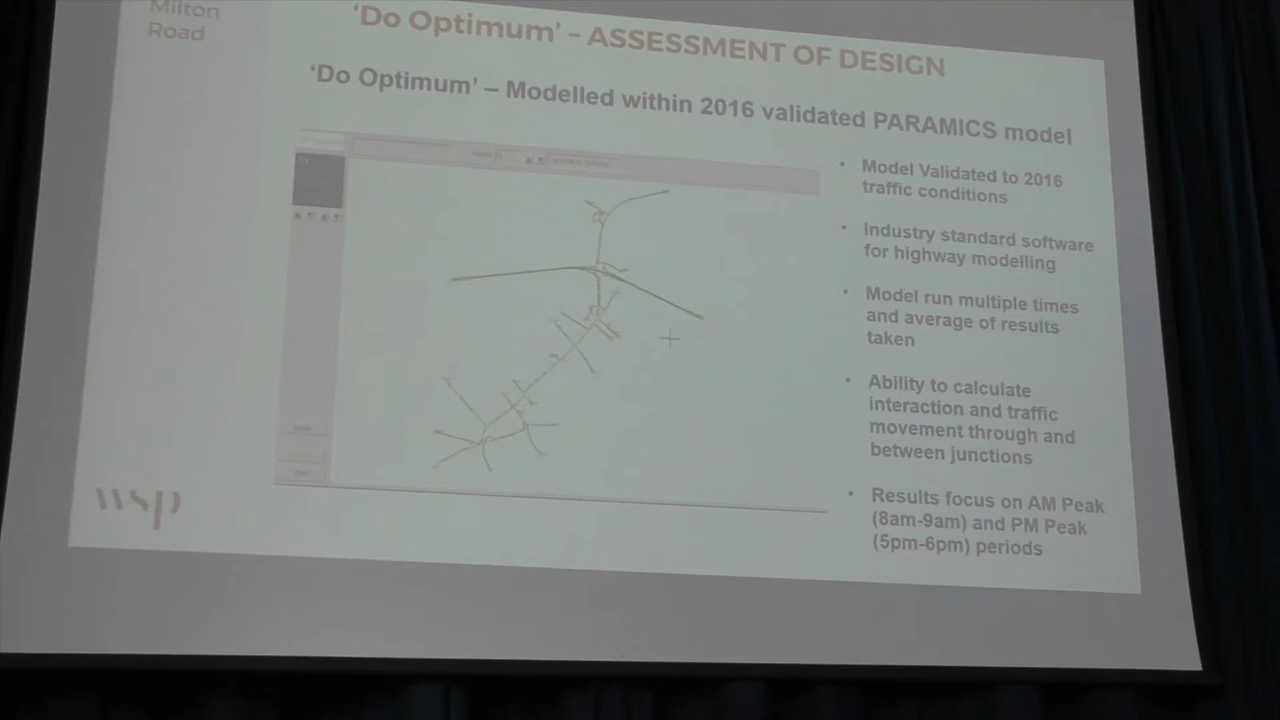 Milton
Road
‘Do Optimum’ – ASSESSMENT OF DESIGN
‘Do Optimum’ – Modelled within 2016 validated PARAMICS model
• Model Validated to 2016
traffic conditions
• Industry standard software
for highway modelling
• Model run multiple times
and average of results
taken
• Ability to calculate
interaction and traffic
movement through and
between junctions
• Results focus on AM Peak
(8am-9am) and PM Peak
(5pm-6pm) periods
wsp